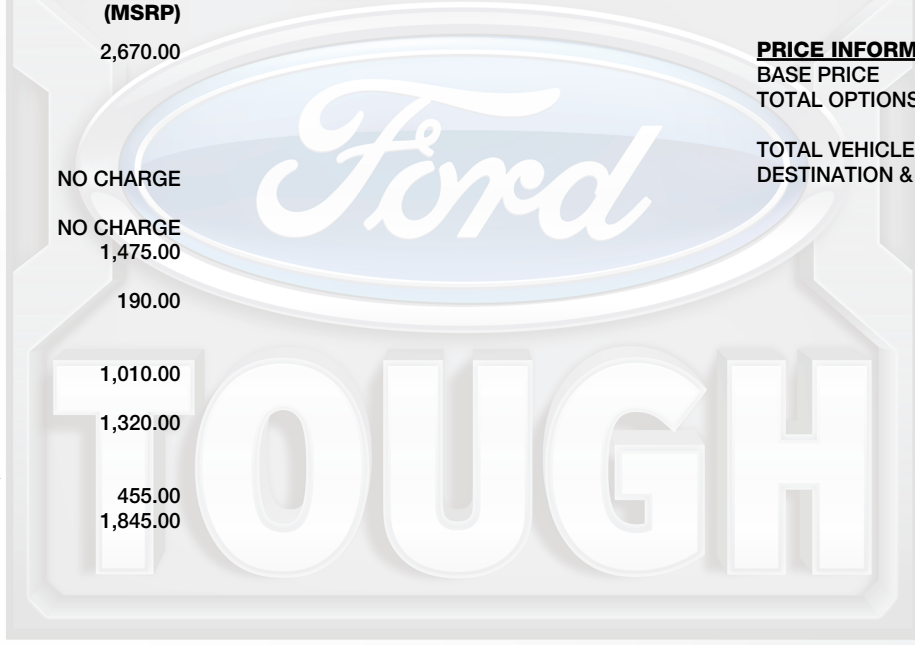 (MSRP)
2,670.00
NO CHARGE
NO CHARGE
1,475.00
190.00
1,010.00
1,320.00
455.00
1,845.00
PRICE INFORM
BASE PRICE
TOTAL OPTIONS
TOTAL VEHICLE
DESTINATION &
Ford
TOUGH